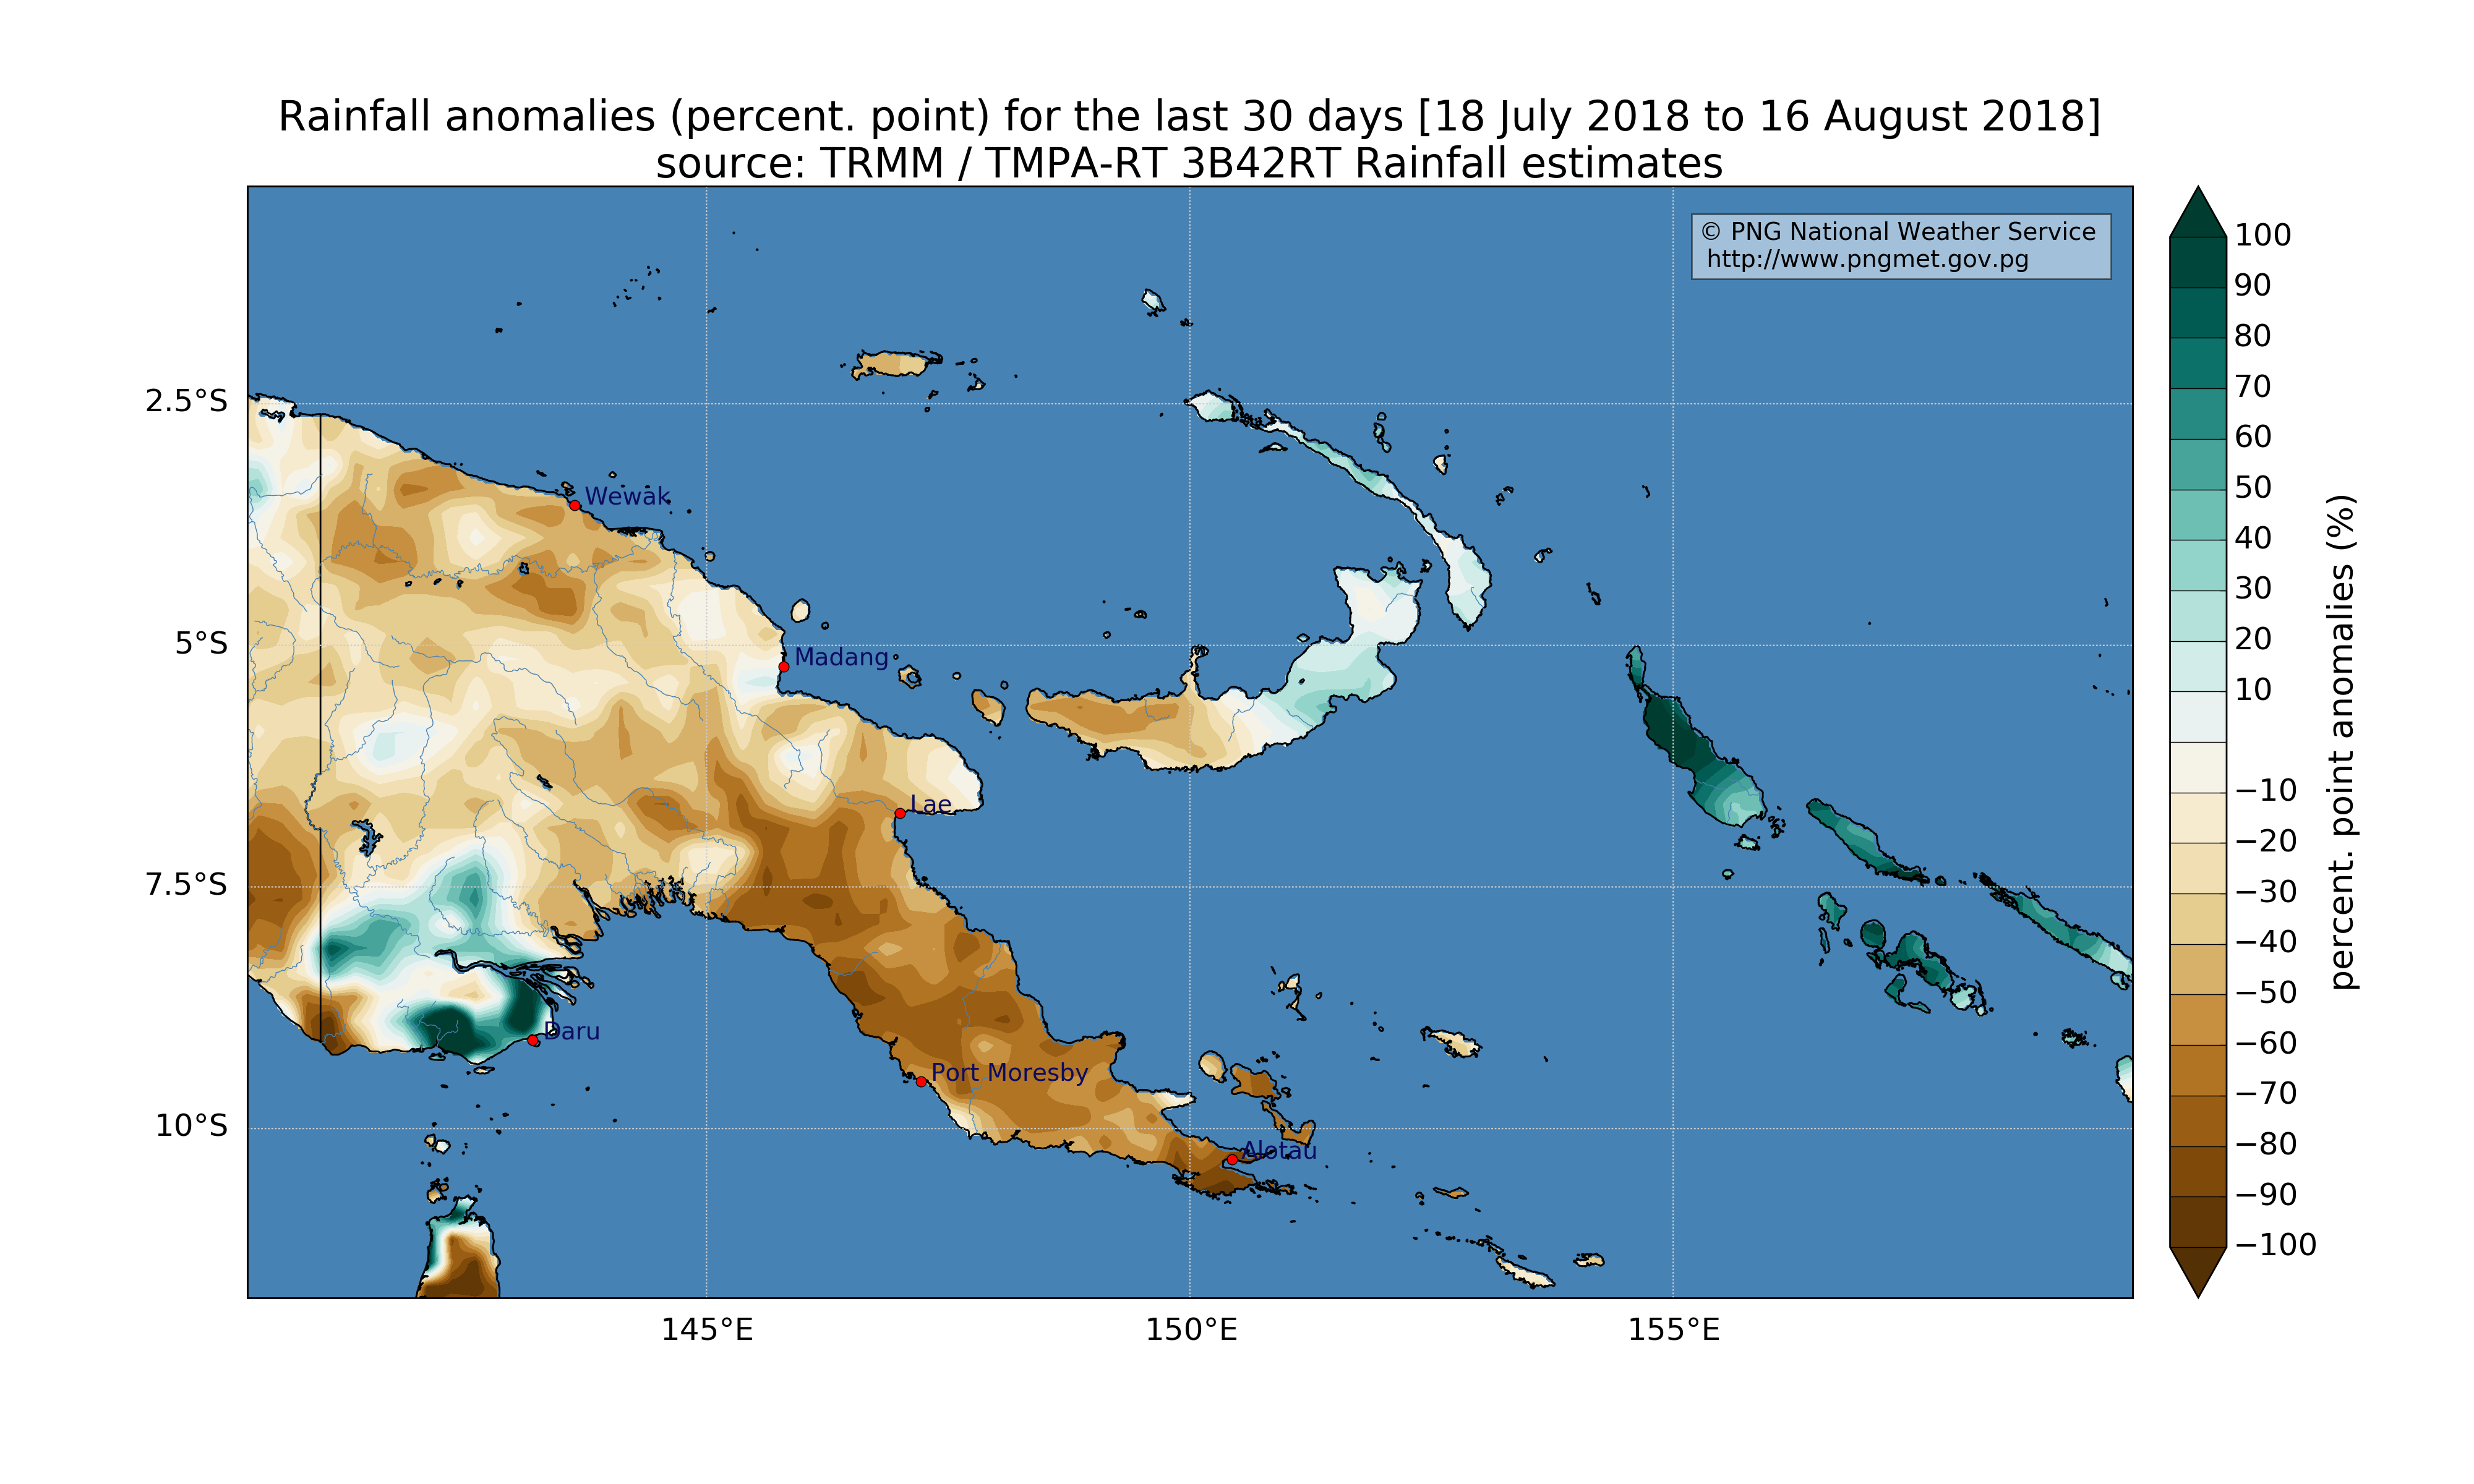 Rainfall anomalies (percent. point) for the last 30 days [18 July 2018 to 16 August 2018]
source: TRMM / TMPA-RT 3B42RT Rainfall estimates
© PNG National Weather Service
http://www.pngmet.gov.pg
2.5°S
5°S
7.5°S
10°S
145°E
150°E
155°E
Wewak
Madang
Lae
Daru
Port Moresby
Alotau
100
90
80
70
60
50
40
30
20
10
−10
−20
−30
−40
−50
−60
−70
−80
−90
−100
percent. point anomalies (%)